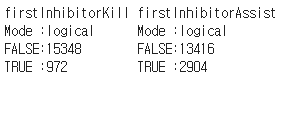 firstInhibitorKill firstInhibitorAssist
Mode :logical Mode :logical
FALSE:15348 FALSE:13416
TRUE :972 TRUE :2904